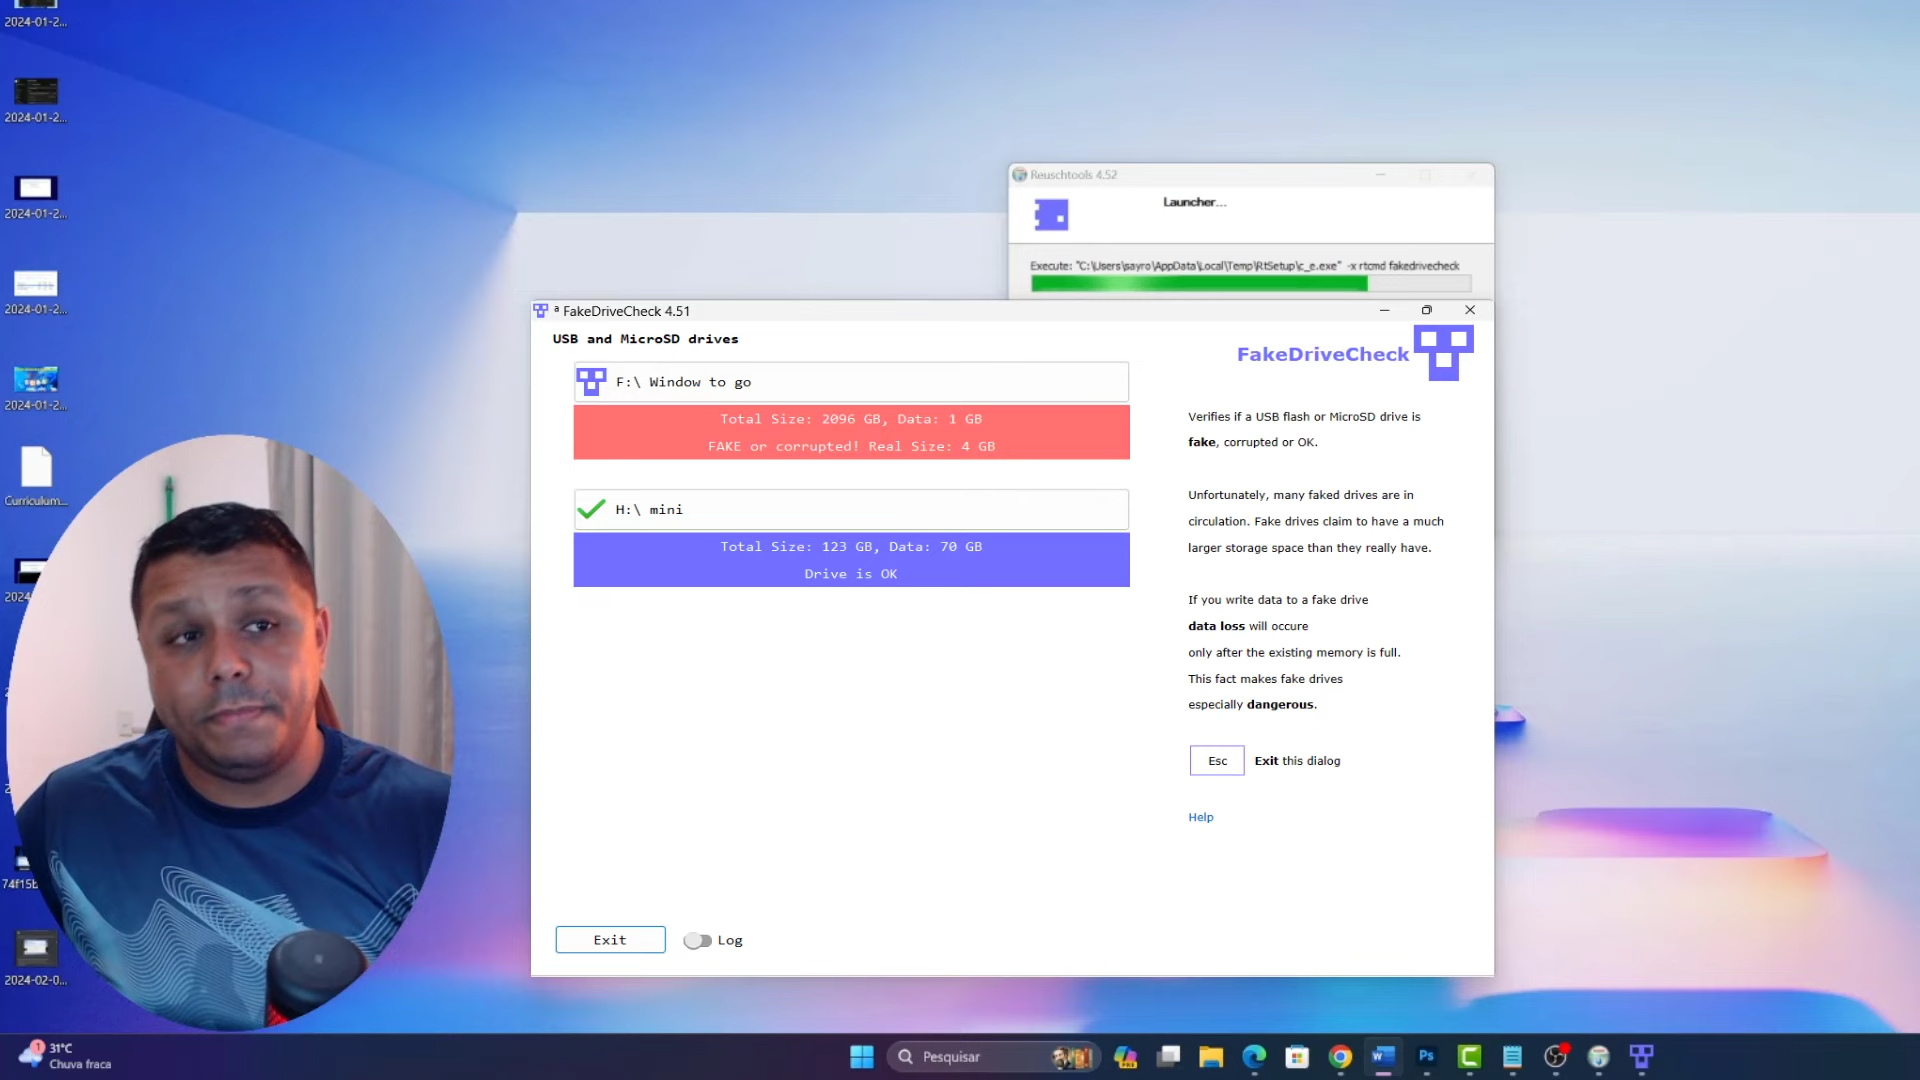 2024-01-2...
2024-01-2...
2024-01-2...
2024-01-2...
2024-01-2...
Curriculum...
2024-02-0...
Reuschtools 4.52
Launcher...
Execute: "C:\Users\sayro\AppData\Local\Temp\RtSetup\c_e.exe" -x rtcmd fakedrivecheck
ª FakeDriveCheck 4.51
USB and MicroSD drives
F:\ Window to go
Total Size: 2096 GB, Data: 1 GB
FAKE or corrupted! Real Size: 4 GB
H:\ mini
Total Size: 123 GB, Data: 70 GB
Drive is OK
Exit
Log
FakeDriveCheck
Verifies if a USB flash or MicroSD drive is
fake, corrupted or OK.
Unfortunately, many faked drives are in
circulation. Fake drives claim to have a much
larger storage space than they really have.
If you write data to a fake drive
data loss will occure
only after the existing memory is full.
This fact makes fake drives
especially dangerous.
Esc
Exit this dialog
Help
1
31°C
Chuva fraca
Pesquisar
PRE
W
Ps
C